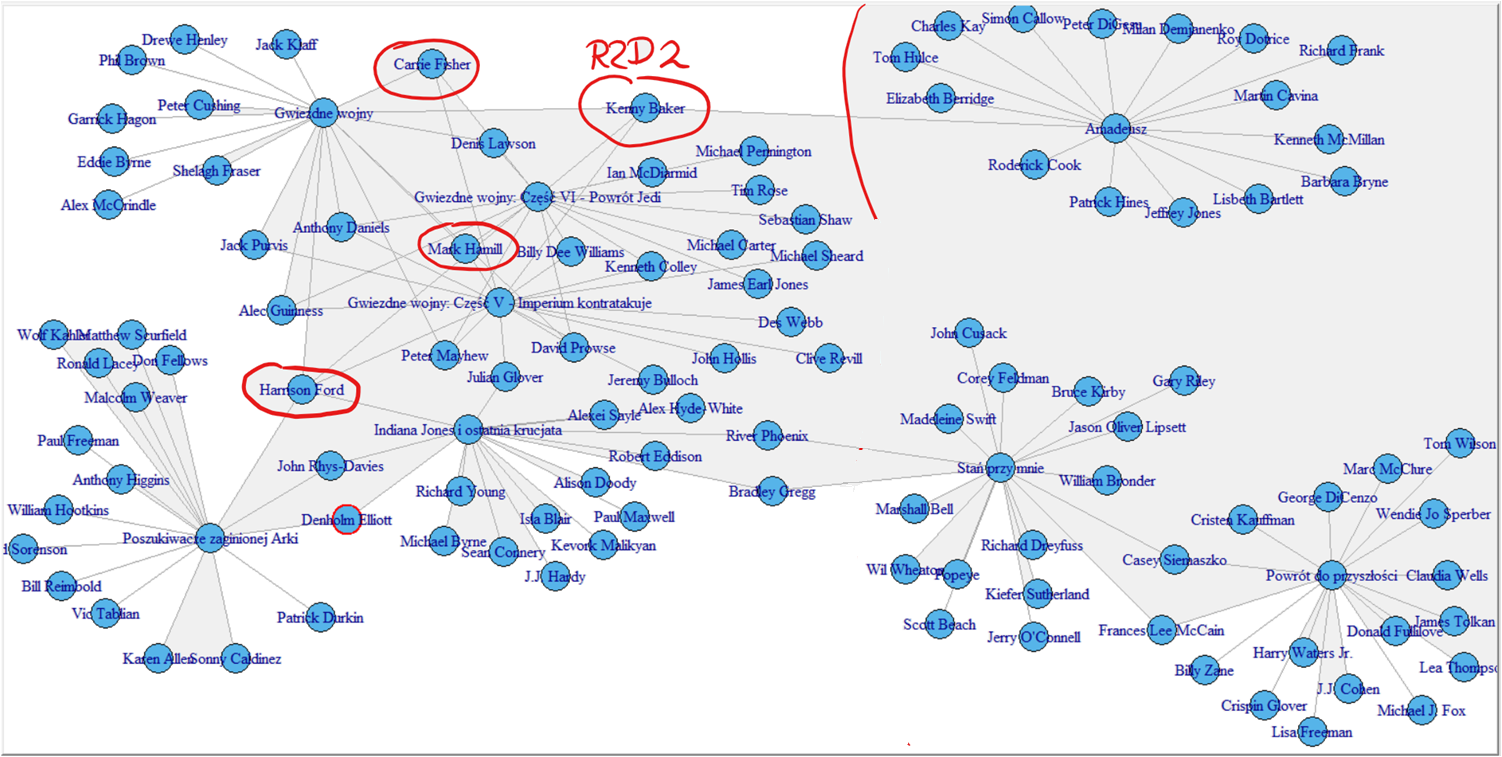 Drewe Henley
Jack Klaff
Phil Brown
Carrie Fisher
R2D2
Kenny Baker
Peter Cushing
Garrick Hagon
Gwiezdne wojny
Eddie Byrne
Shelagh Fraser
Alex McCrindle
Denis Lawson
Ian McDiarmid
Michael Pennington
Gwiezdne wojny: Część VI - Powrót Jedi
Tim Rose
Sebastian Shaw
Anthony Daniels
Jack Purvis
Mark Hamill
Billy Dee Williams
Michael Carter
Michael Sheard
Kenneth Colley
James Earl Jones
Alec Guinness
Gwiezdne wojny: Część V - Imperium kontratakuje
Des Webb
Peter Mayhew
David Prowse
John Hollis
Clive Revill
Julian Glover
Jeremy Bulloch
Harrison Ford
Alexei Sayle
Alex Hyde-White
Indiana Jones i ostatnia krucjata
River Phoenix
Robert Eddison
John Rhys-Davies
Richard Young
Alison Doody
Bradley Gregg
Denholm Elliott
Isla Blair
Paul Maxwell
Michael Byrne
Sean Connery
Kevork Malikyan
J.J. Hardy
Wolf Kahler
Matthew Scurfield
Ronald Lacey
Don Fellows
Malcolm Weaver
Paul Freeman
Anthony Higgins
William Hootkins
Poszukiwacze zaginionej Arki
d Sorenson
Bill Reimbold
Vic Tablian
Patrick Durkin
Karen Allen
Sonny Caldinez
Charles Kay
Simon Callow
Peter DiGesu
Milan Demjanenko
Roy Dotrice
Richard Frank
Tom Hulce
Elizabeth Berridge
Martin Cavina
Amadeusz
Kenneth McMillan
Roderick Cook
Barbara Bryne
Patrick Hines
Jeffrey Jones
Lisbeth Bartlett
John Cusack
Corey Feldman
Bruce Kirby
Gary Riley
Madeleine Swift
Jason Oliver Lipsett
Stań przy mnie
William Bronder
Marshall Bell
Richard Dreyfuss
Casey Siemaszko
Wil Wheaton
Popeye
Kiefer Sutherland
Scott Beach
Jerry O'Connell
Frances Lee McCain
Tom Wilson
Marc McClure
George DiCenzo
Wendie Jo Sperber
Cristen Kauffman
Powrót do przyszłości
Claudia Wells
James Tolkan
Donald Fullilove
Harry Waters Jr.
Lea Thompso
Billy Zane
J.J. Cohen
Crispin Glover
Michael J. Fox
Lisa Freeman